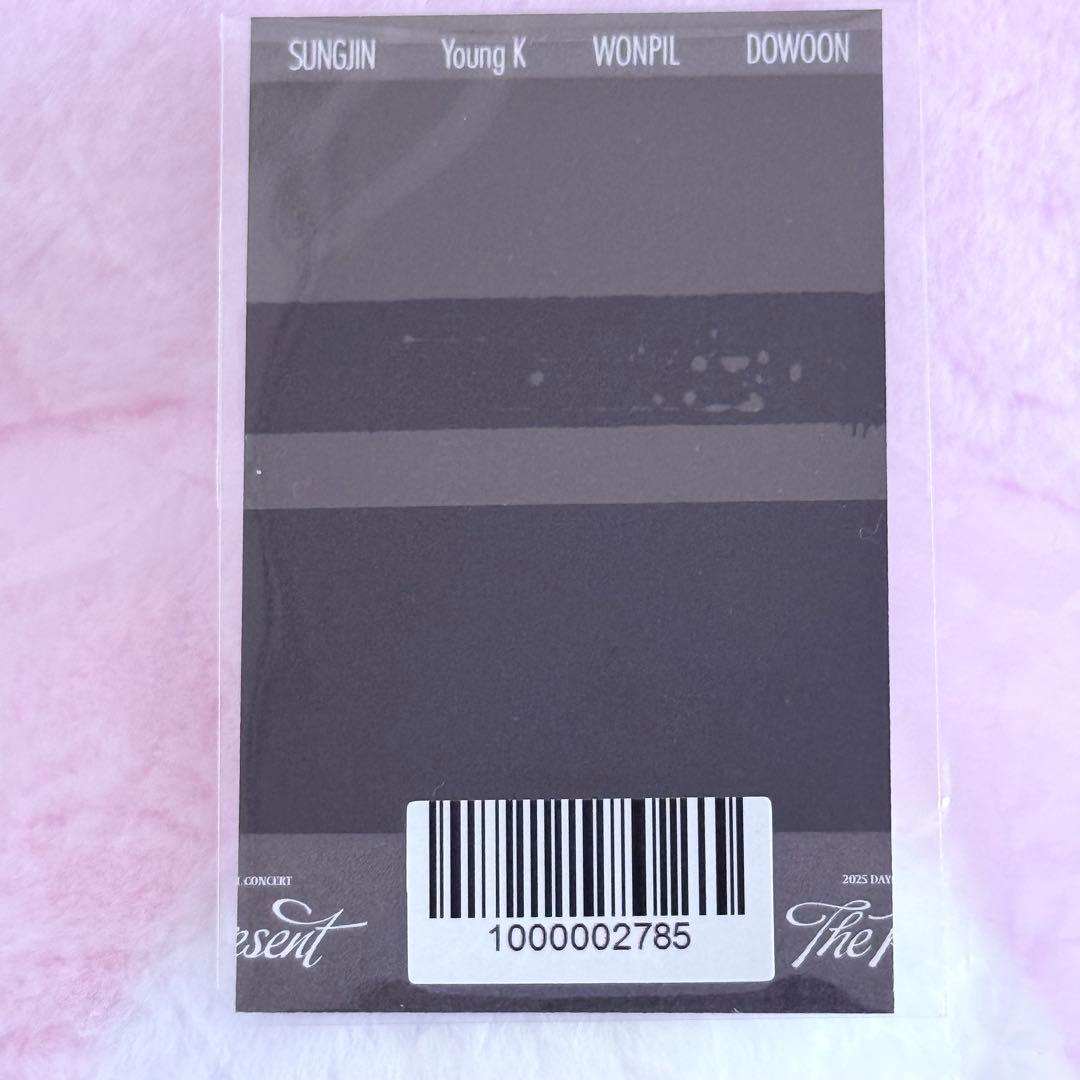 SUNGJIN Young K WONPIL DOWOON
CONCERT
esent
2025 DAY
The
1000002785